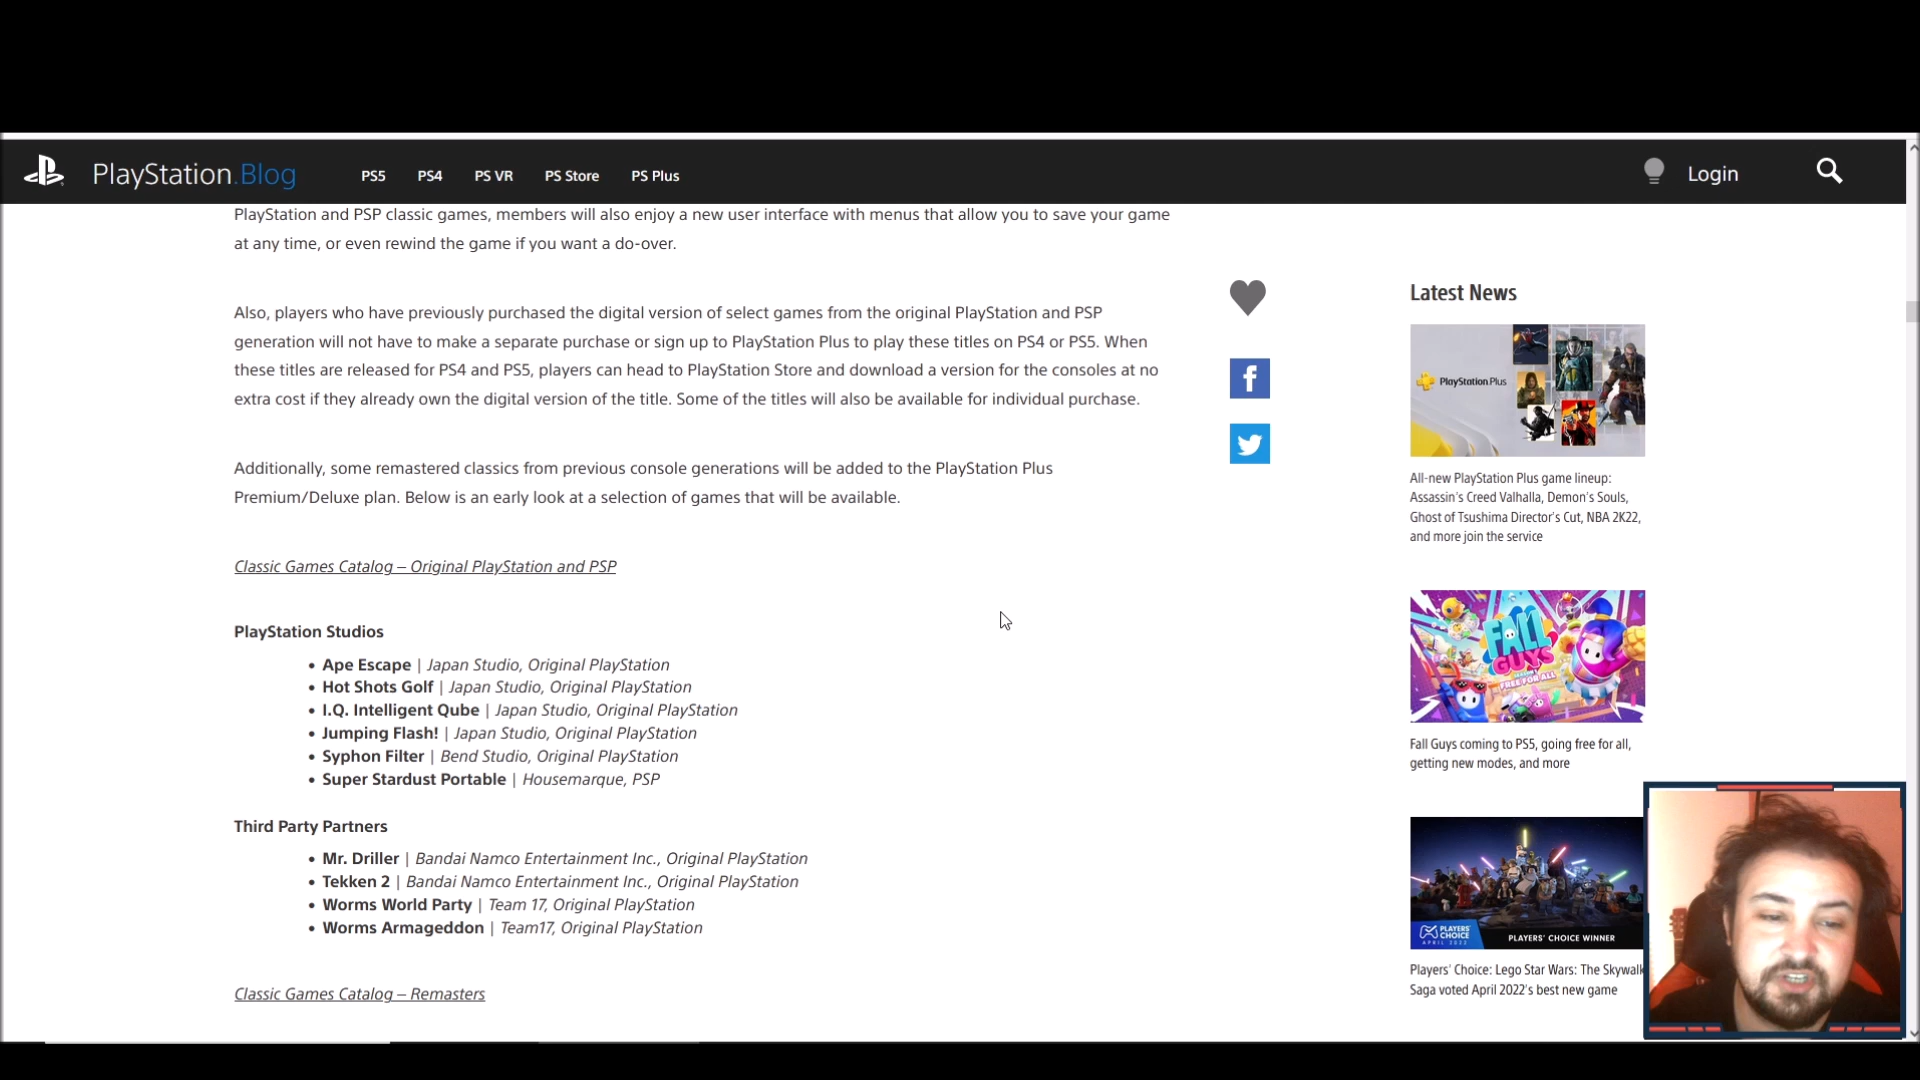 PlayStation.Blog PS5 PS4 PS VR PS Store PS Plus Login
PlayStation and PSP classic games, members will also enjoy a new user interface with menus that allow you to save your game
at any time, or even rewind the game if you want a do-over.
Also, players who have previously purchased the digital version of select games from the original PlayStation and PSP
generation will not have to make a separate purchase or sign up to PlayStation Plus to play these titles on PS4 or PS5. When
these titles are released for PS4 and PS5, players can head to PlayStation Store and download a version for the consoles at no
extra cost if they already own the digital version of the title. Some of the titles will also be available for individual purchase.
Additionally, some remastered classics from previous console generations will be added to the PlayStation Plus
Premium/Deluxe plan. Below is an early look at a selection of games that will be available.
Classic Games Catalog – Original PlayStation and PSP
PlayStation Studios
• Ape Escape | Japan Studio, Original PlayStation
• Hot Shots Golf | Japan Studio, Original PlayStation
• I.Q. Intelligent Qube | Japan Studio, Original PlayStation
• Jumping Flash! | Japan Studio, Original PlayStation
• Syphon Filter | Bend Studio, Original PlayStation
• Super Stardust Portable | Housemarque, PSP
Third Party Partners
• Mr. Driller | Bandai Namco Entertainment Inc., Original PlayStation
• Tekken 2 | Bandai Namco Entertainment Inc., Original PlayStation
• Worms World Party | Team 17, Original PlayStation
• Worms Armageddon | Team17, Original PlayStation
Classic Games Catalog – Remasters
Latest News
PlayStation Plus
All-new PlayStation Plus game lineup:
Assassin's Creed Valhalla, Demon's Souls,
Ghost of Tsushima Director's Cut, NBA 2K22,
and more join the service
FALL
GUYS
FREE FOR ALL
Fall Guys coming to PS5, going free for all,
getting new modes, and more
PLAYERS'
CHOICE
APRIL 2022
PLAYERS' CHOICE WINNER
Players' Choice: Lego Star Wars: The Skywalk
Saga voted April 2022's best new game